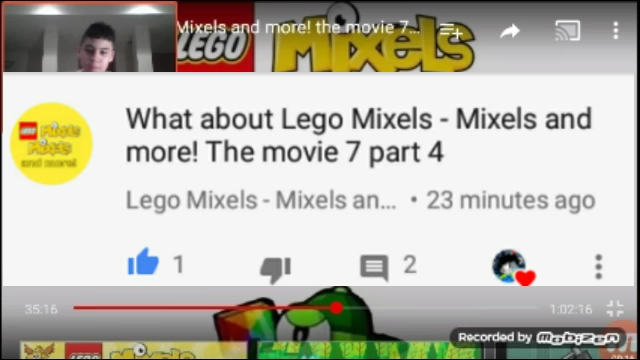 Mixels and more! the movie 7...
LEGO MIXELS
LEGO MIXELS
MIXELS
and more!
What about Lego Mixels - Mixels and
more! The movie 7 part 4
Lego Mixels - Mixels an... • 23 minutes ago
1
2
35:16
1:02:16
Recorded by Mobizen
LEGO